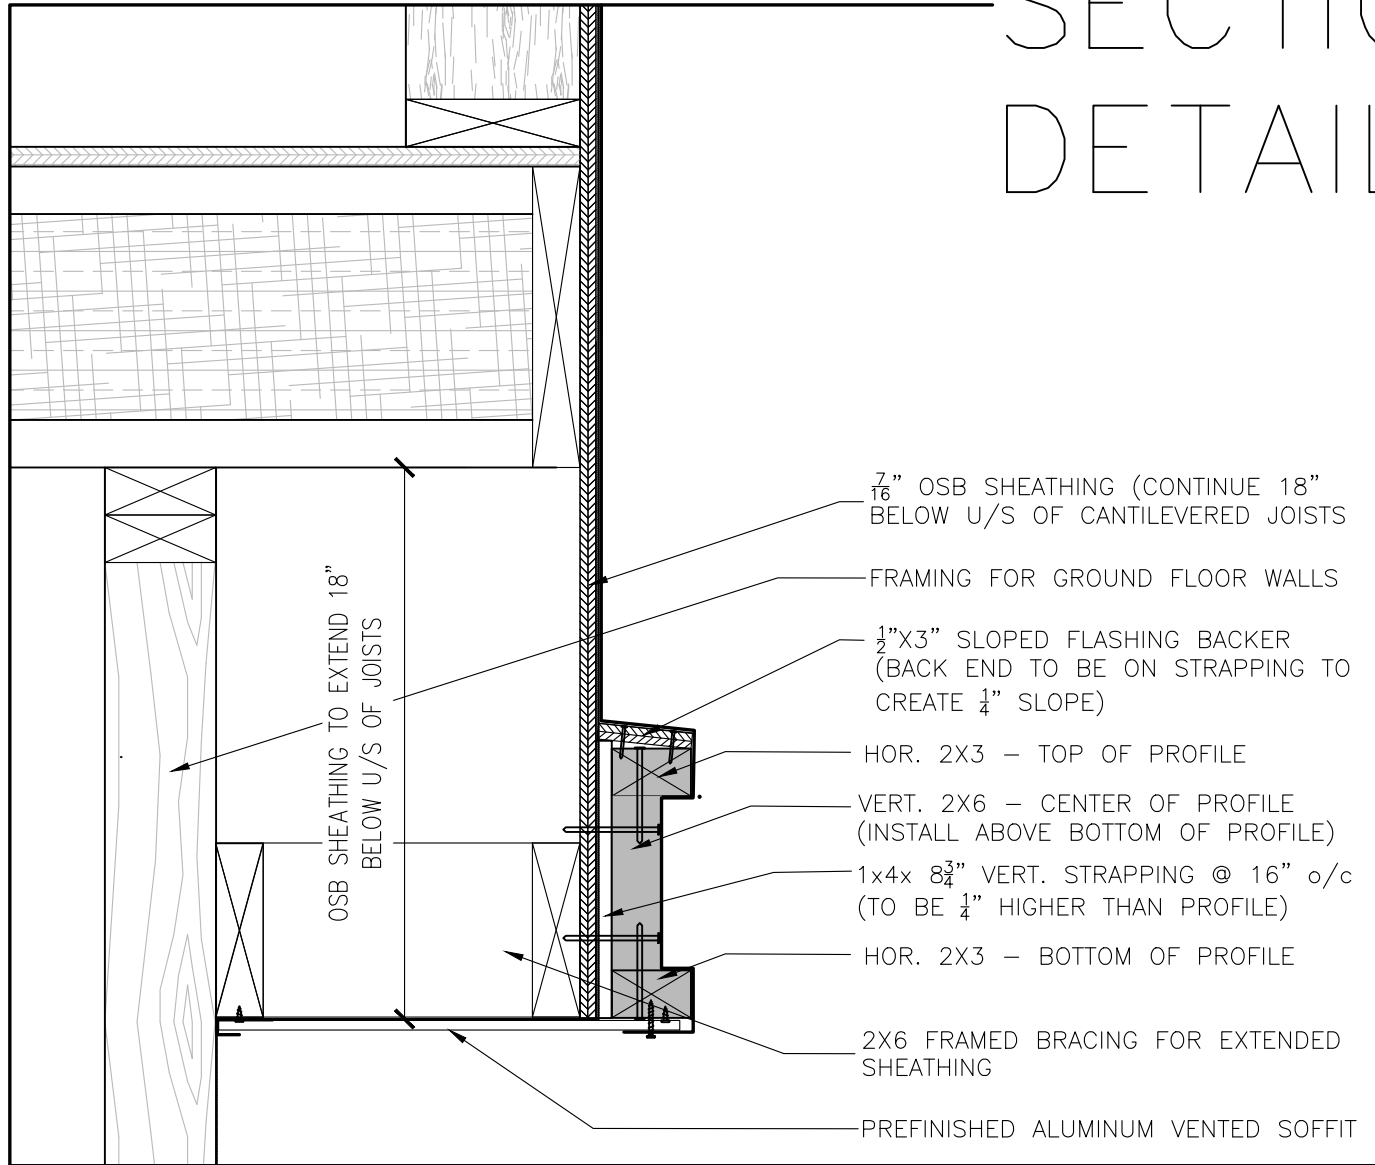 SECTIO
DETAIL
7/16" OSB SHEATHING (CONTINUE 18"
BELOW U/S OF CANTILEVERED JOISTS
FRAMING FOR GROUND FLOOR WALLS
1/2"X3" SLOPED FLASHING BACKER
(BACK END TO BE ON STRAPPING TO
CREATE 1/4" SLOPE)
HOR. 2X3 – TOP OF PROFILE
VERT. 2X6 – CENTER OF PROFILE
(INSTALL ABOVE BOTTOM OF PROFILE)
1x4x 8 3/4" VERT. STRAPPING @ 16" o/c
(TO BE 1/4" HIGHER THAN PROFILE)
HOR. 2X3 – BOTTOM OF PROFILE
2X6 FRAMED BRACING FOR EXTENDED
SHEATHING
PREFINISHED ALUMINUM VENTED SOFFIT
OSB SHEATHING TO EXTEND 18"
BELOW U/S OF JOISTS